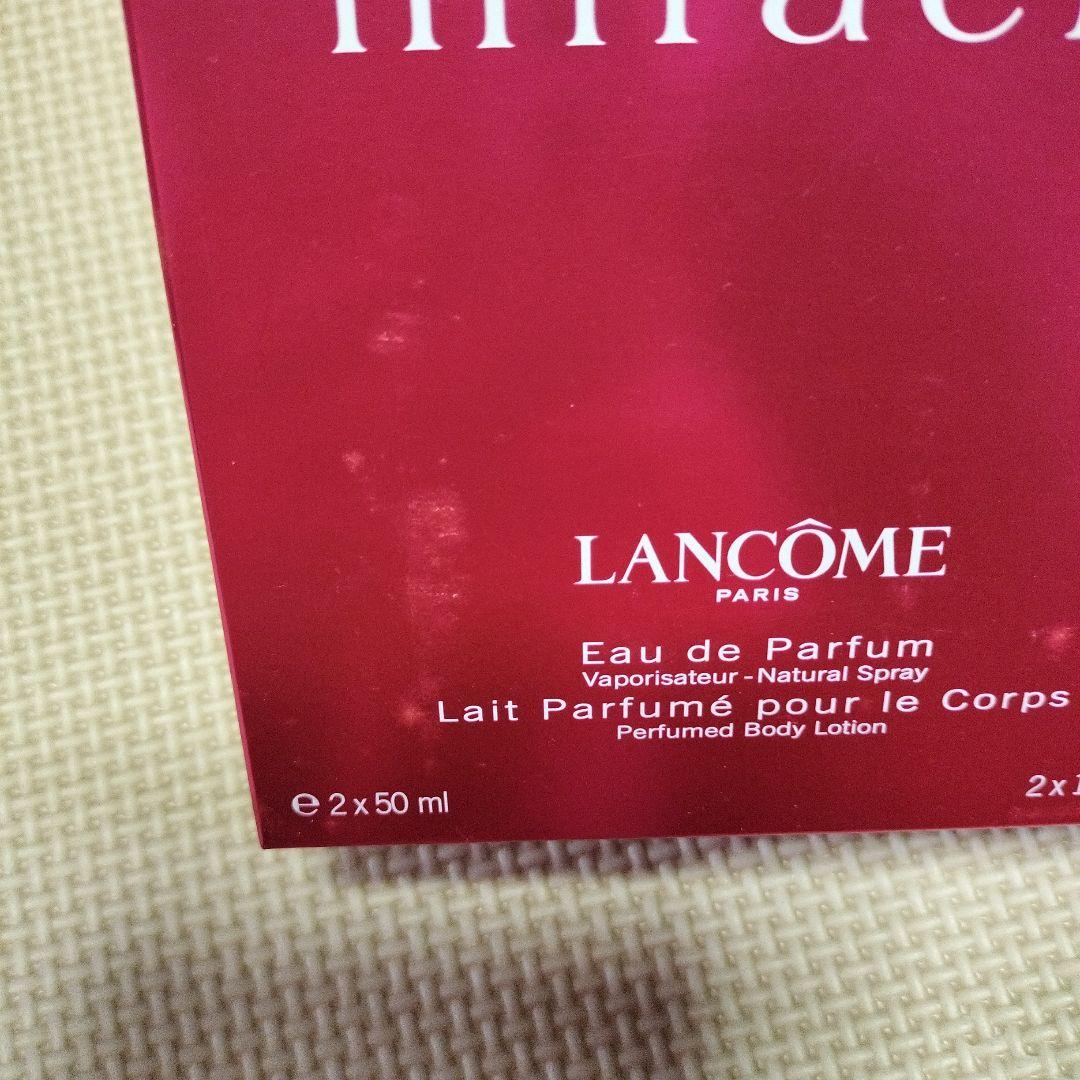 LANCÔME
PARIS
Eau de Parfum
Vaporisateur - Natural Spray
Lait Parfumé pour le Corps
Perfumed Body Lotion
℮ 2 x 50 ml